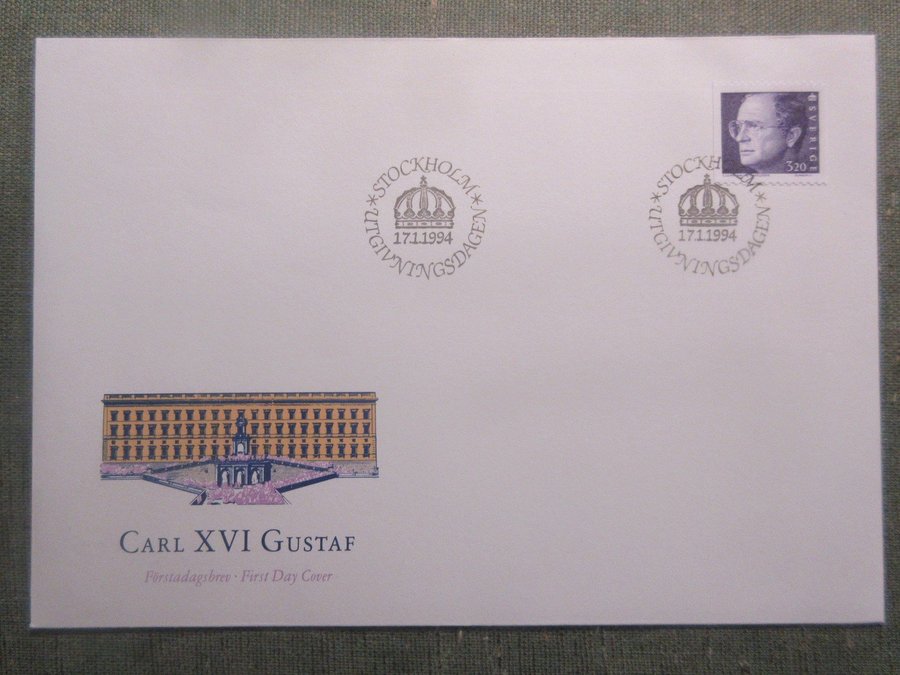 SVERIGE
3,20
*STOCKHOLM*
17.1.1994
UTGIVNINGSDAGEN
*STOCKHOLM*
17.1.1994
UTGIVNINGSDAGEN
CARL XVI GUSTAF
Förstadagsbrev · First Day Cover